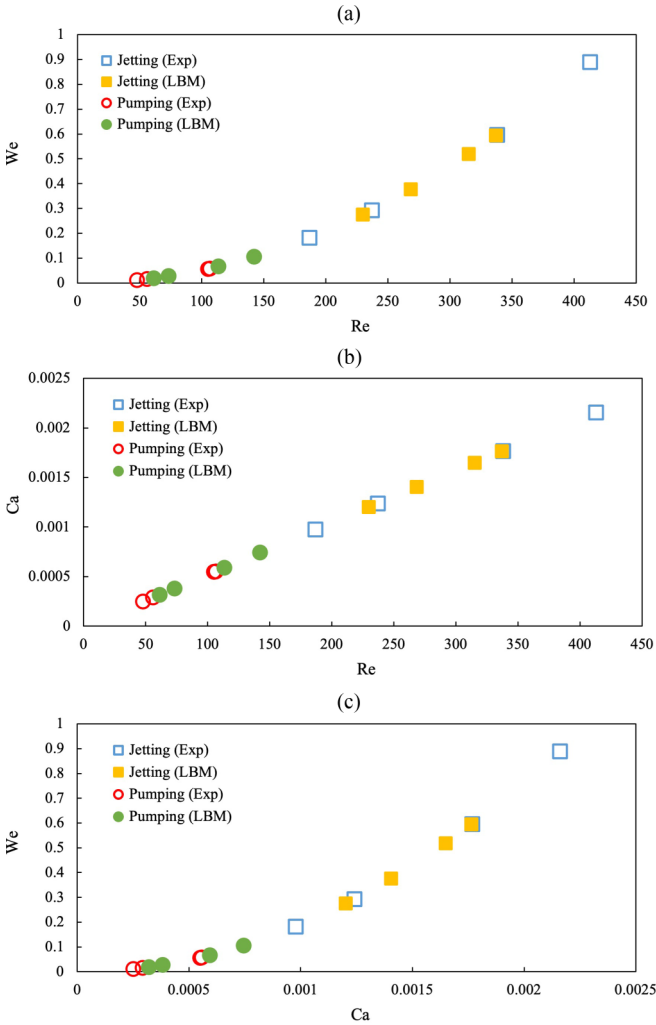 (a)
1
0.9
0.8
0.7
0.6
0.5
0.4
0.3
0.2
0.1
0
We
Jetting (Exp)
Jetting (LBM)
Pumping (Exp)
Pumping (LBM)
0 50 100 150 200 250 300 350 400 450
Re
(b)
0.0025
0.002
0.0015
0.001
0.0005
0
Ca
Jetting (Exp)
Jetting (LBM)
Pumping (Exp)
Pumping (LBM)
0 50 100 150 200 250 300 350 400 450
Re
(c)
1
0.9
0.8
0.7
0.6
0.5
0.4
0.3
0.2
0.1
0
We
Jetting (Exp)
Jetting (LBM)
Pumping (Exp)
Pumping (LBM)
0 0.0005 0.001 0.0015 0.002 0.0025
Ca